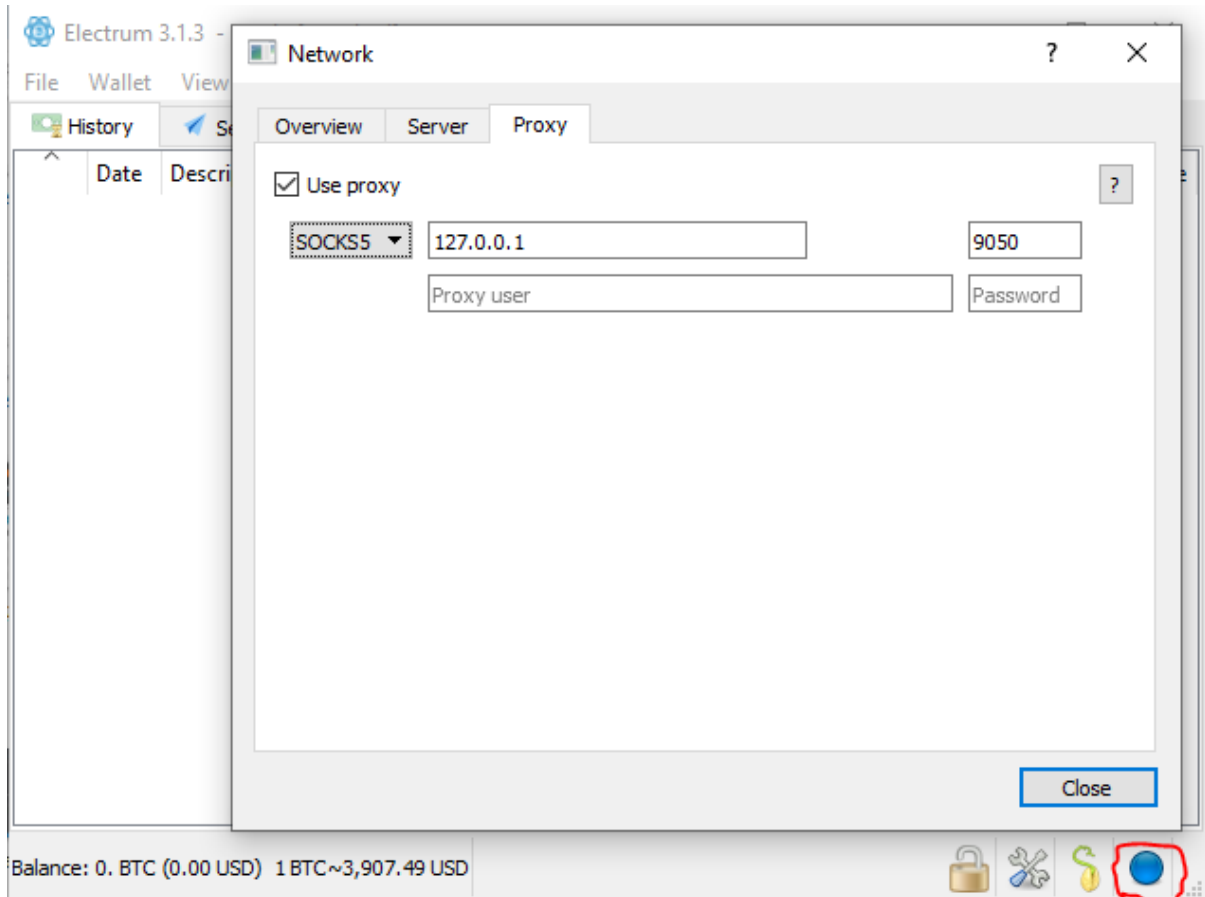 Electrum 3.1.3 -
Network
?
File Wallet View
Overview Server Proxy
History
Date Descri
Use proxy
?
SOCKS5 127.0.0.1 9050
Proxy user Password
Close
Balance: 0. BTC (0.00 USD) 1 BTC~3,907.49 USD